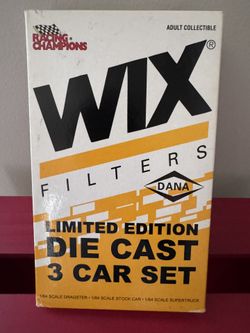 RACING
CHAMPIONS
ADULT COLLECTIBLE
WIX®
FILTERS
DANA
LIMITED EDITION
DIE CAST
3 CAR SET
1/64 SCALE DRAGSTER • 1/64 SCALE STOCK CAR • 1/64 SCALE SUPERTRUCK